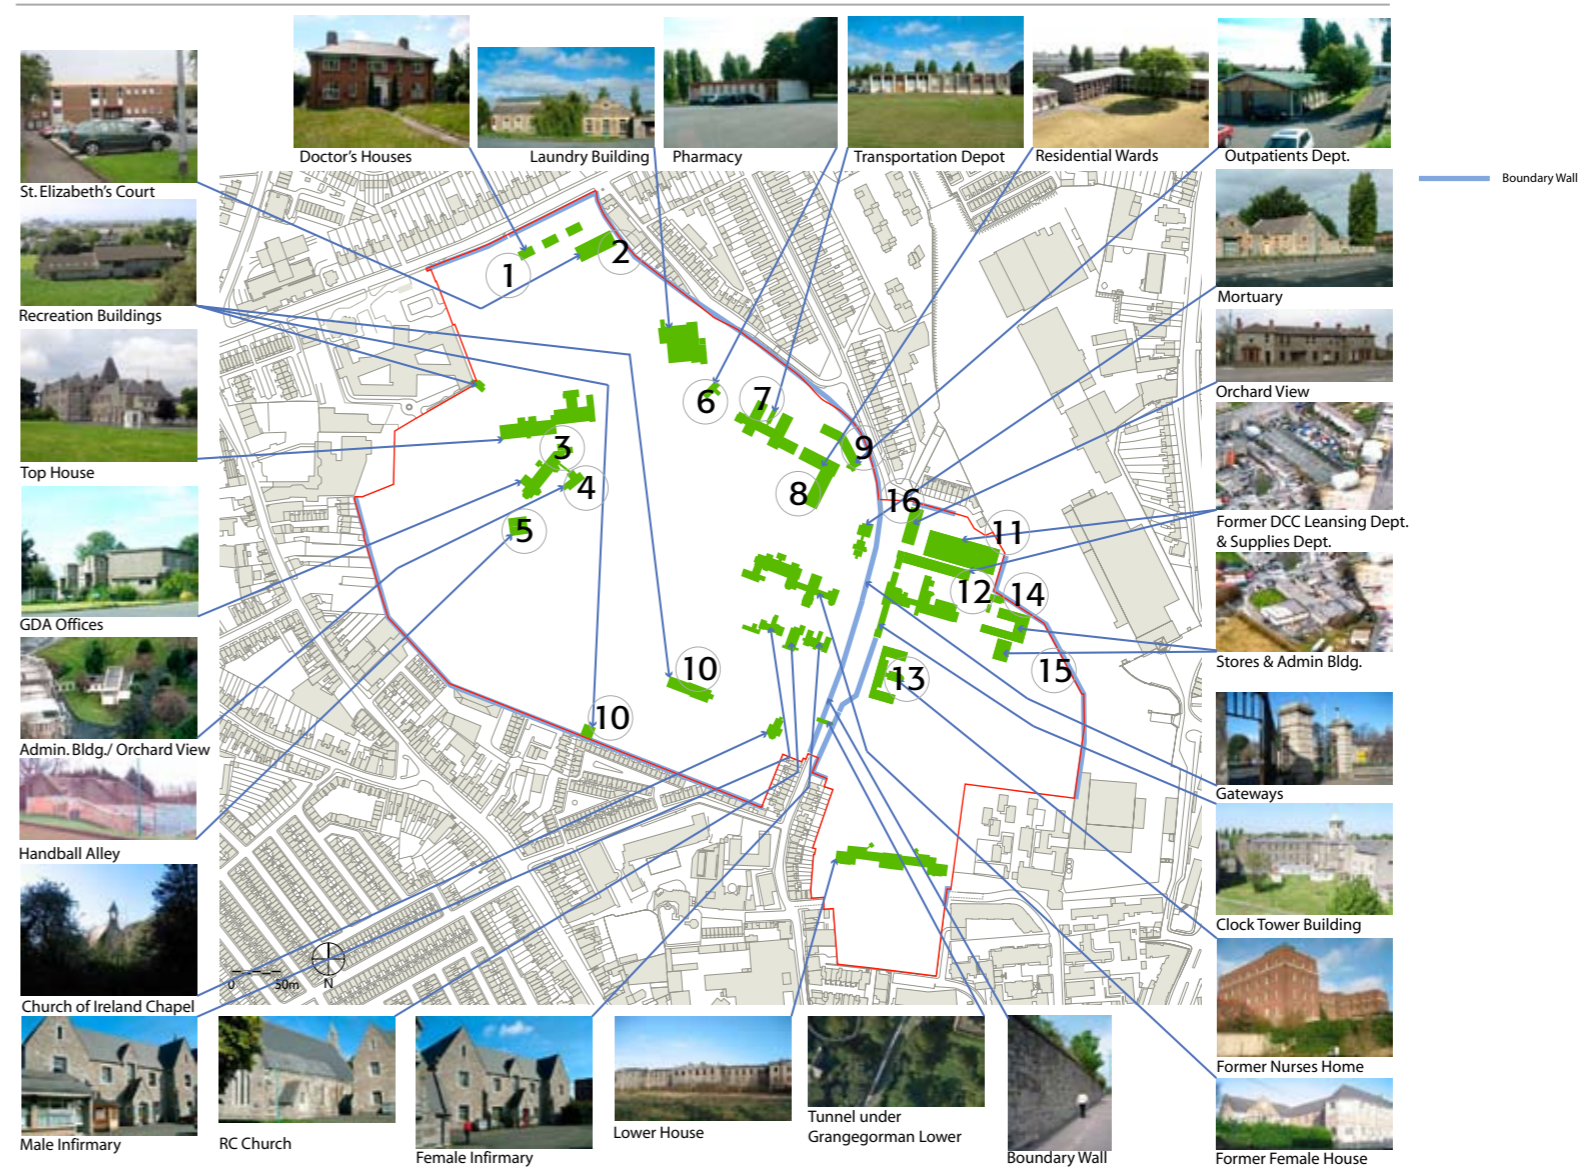 Doctor's Houses
Laundry Building
Pharmacy
Transportation Depot
Residential Wards
Outpatients Dept.
Boundary Wall
St. Elizabeth's Court
Recreation Buildings
Top House
GDA Offices
Admin. Bldg./ Orchard View
Handball Alley
Church of Ireland Chapel
Male Infirmary
RC Church
Female Infirmary
Lower House
Tunnel under
Grangegorman Lower
Boundary Wall
Mortuary
Orchard View
Former DCC Leansing Dept.
& Supplies Dept.
Stores & Admin Bldg.
Gateways
Clock Tower Building
Former Nurses Home
Former Female House
1
2
3
4
5
6
7
8
9
10
10
11
12
13
14
15
16
0 50m N